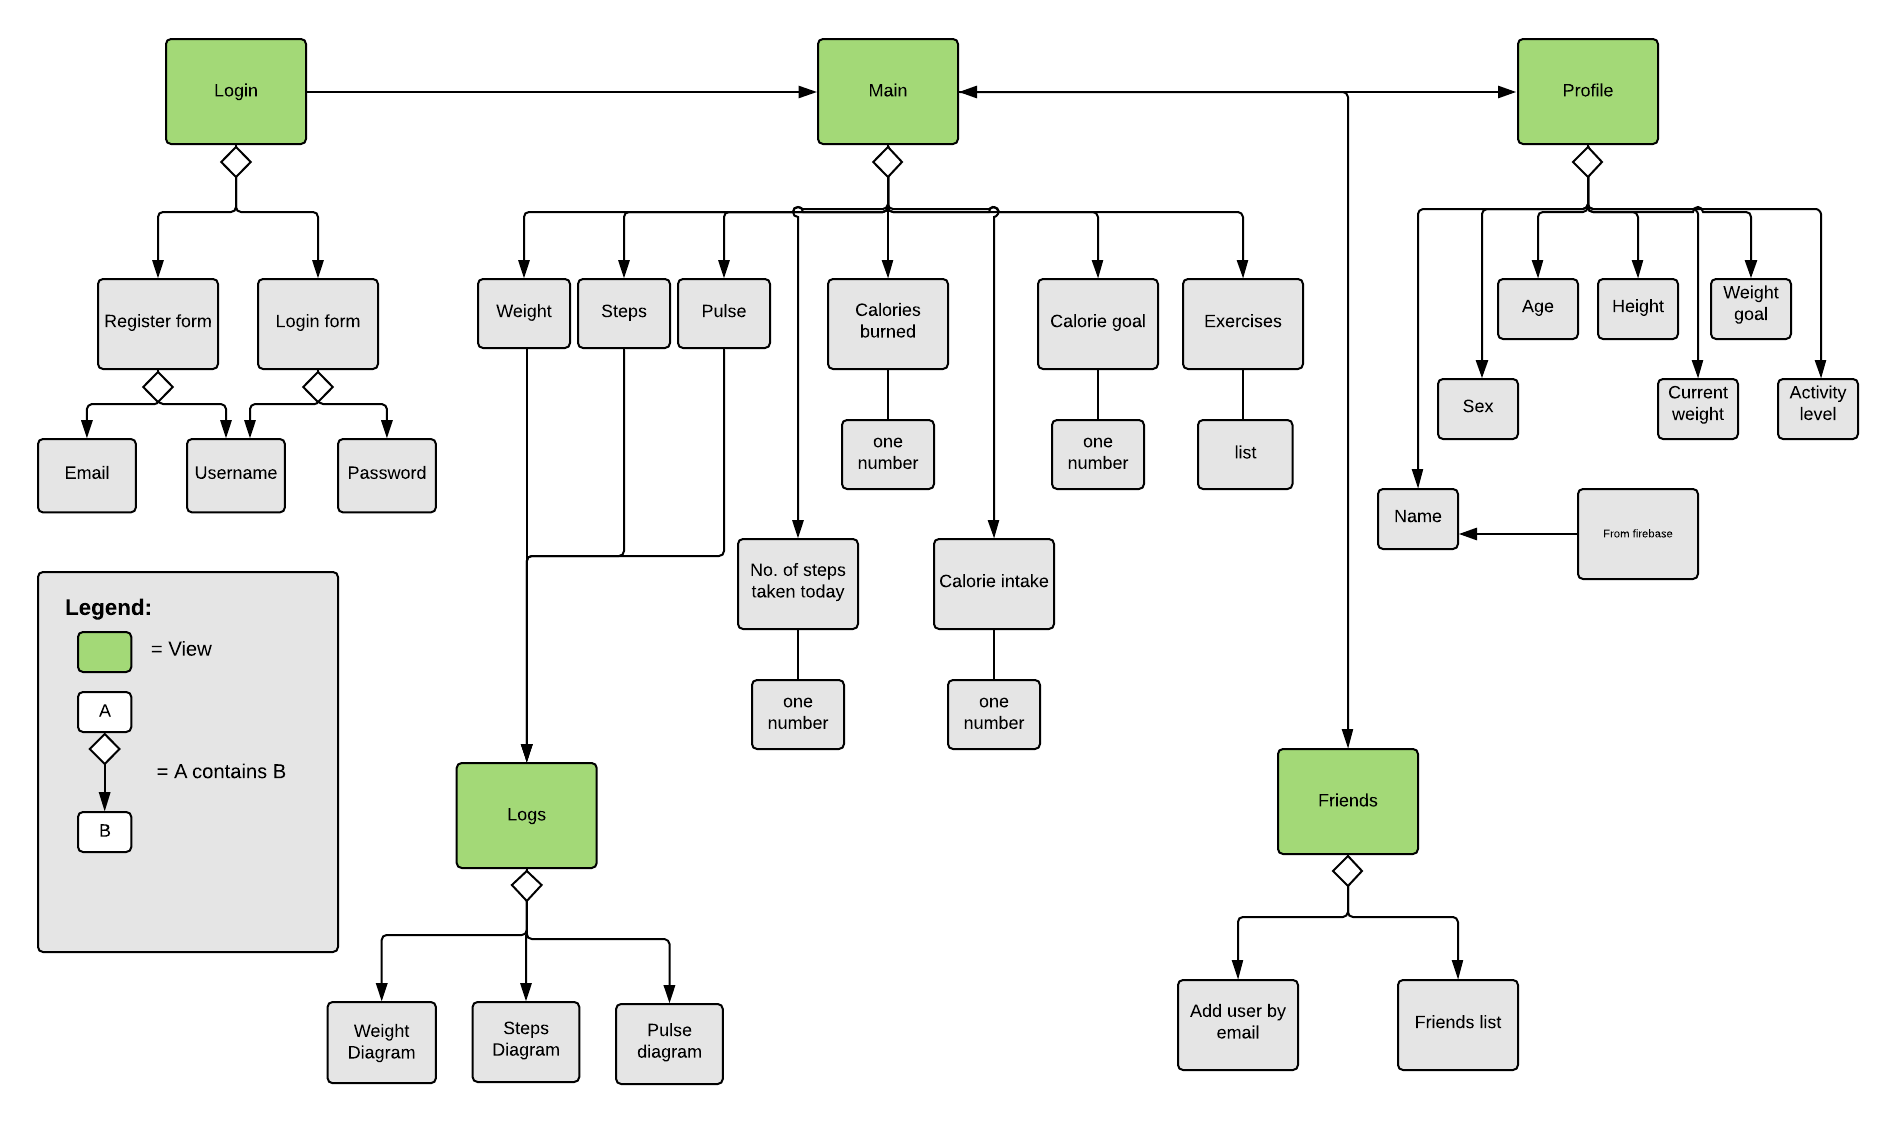 Login
Main
Profile
Register form
Login form
Weight
Steps
Pulse
Calories
burned
Calorie goal
Exercises
Age
Height
Weight
goal
Sex
Current
weight
Activity
level
Email
Username
Password
one
number
one
number
list
Name
From firebase
No. of steps
taken today
Calorie intake
one
number
one
number
Legend:
= View
A
= A contains B
B
Logs
Friends
Weight
Diagram
Steps
Diagram
Pulse
diagram
Add user by
email
Friends list